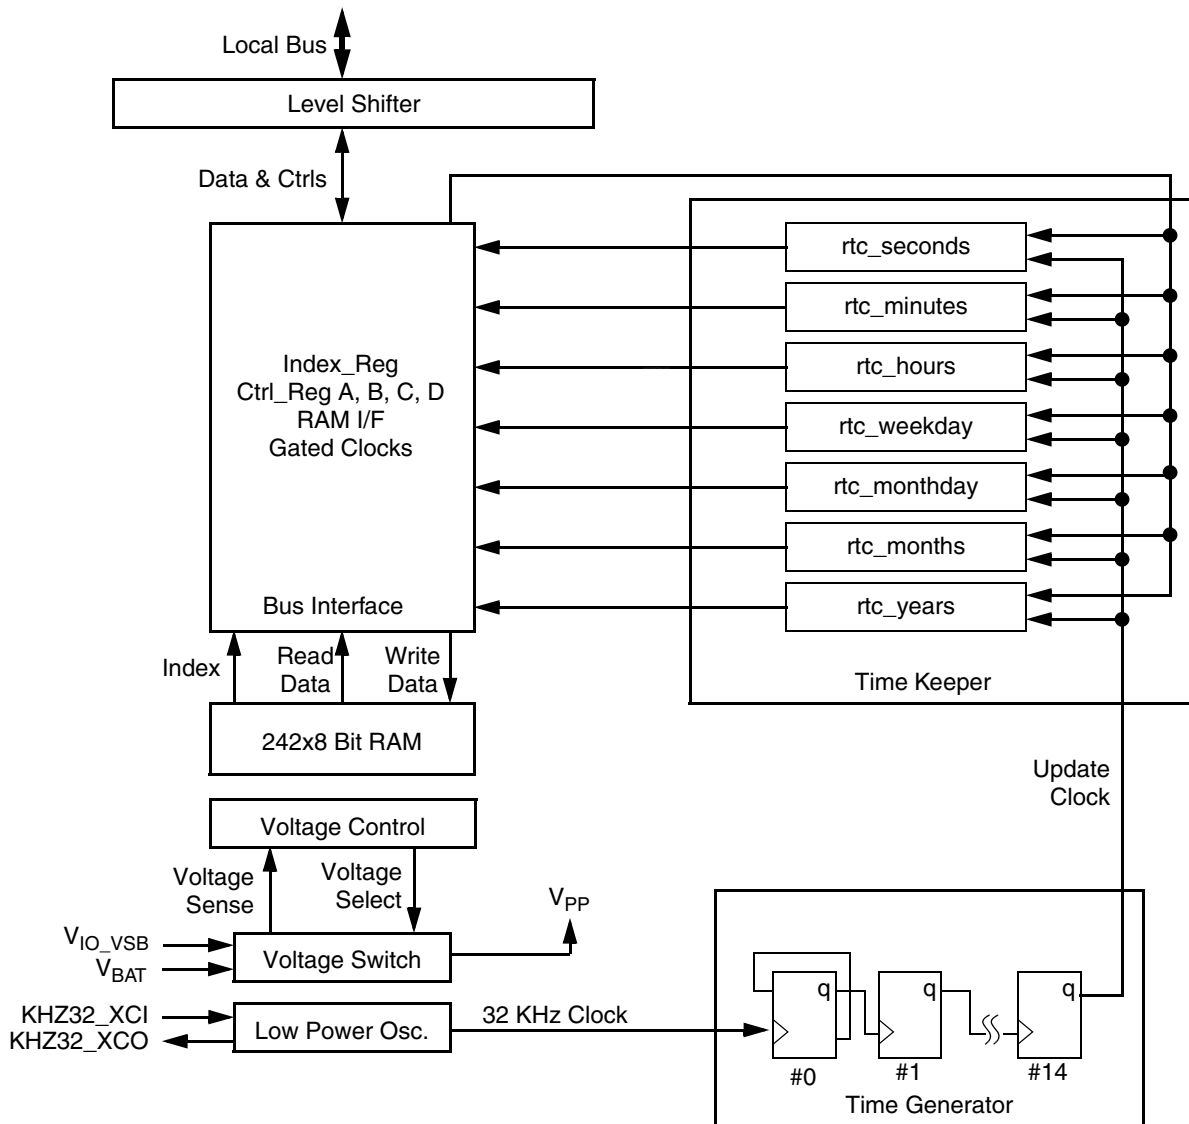 Local Bus
Level Shifter
Data & Ctrls
rtc_seconds
rtc_minutes
rtc_hours
rtc_weekday
rtc_monthday
rtc_months
rtc_years
Time Keeper
Index_Reg
Ctrl_Reg A, B, C, D
RAM I/F
Gated Clocks
Bus Interface
Index
Read
Data
Write
Data
242x8 Bit RAM
Update
Clock
Voltage Control
Voltage
Sense
Voltage
Select
VPP
VIO_VSB
VBAT
Voltage Switch
KHZ32_XCI
KHZ32_XCO
Low Power Osc.
32 KHz Clock
q
q
q
#0
#1
#14
Time Generator